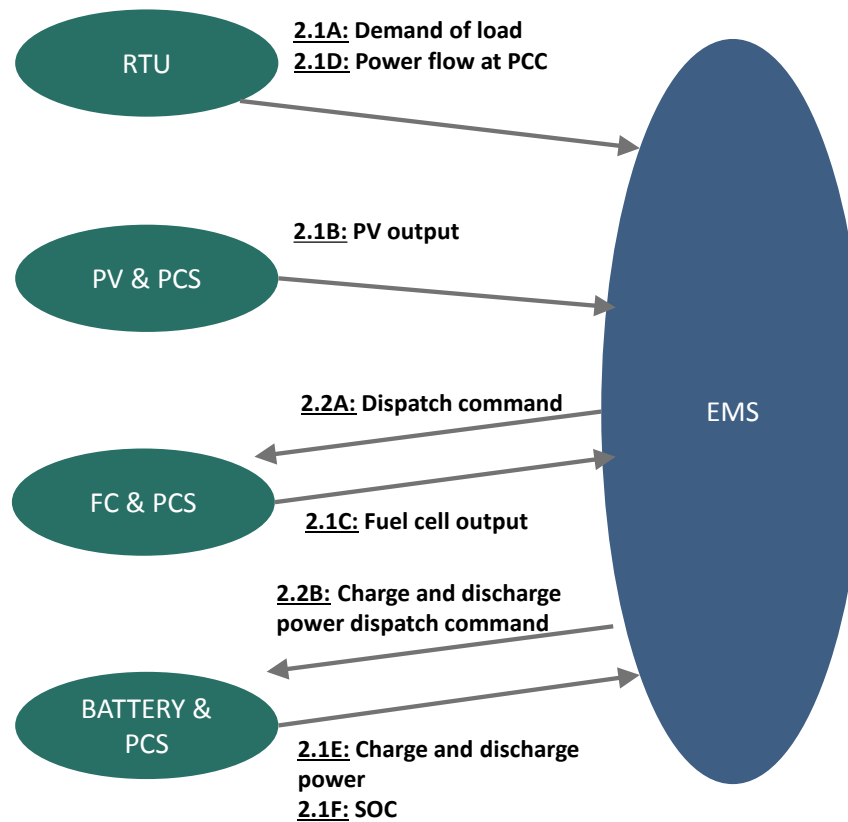 2.1A: Demand of load
2.1D: Power flow at PCC
RTU
2.1B: PV output
PV & PCS
2.2A: Dispatch command
EMS
FC & PCS
2.1C: Fuel cell output
2.2B: Charge and discharge
power dispatch command
BATTERY &
PCS
2.1E: Charge and discharge
power
2.1F: SOC